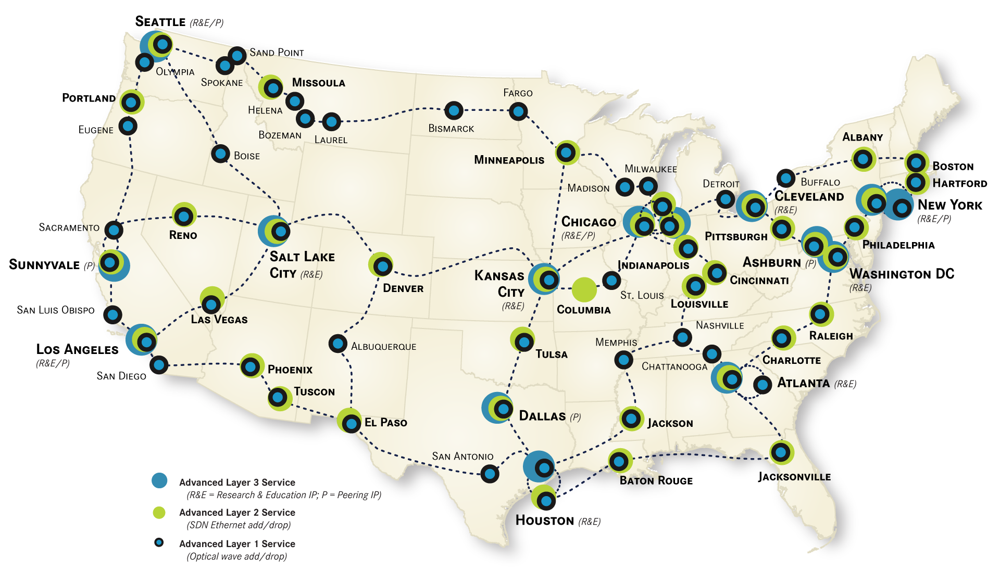 SEATTLE (R&E/P)
SAND POINT
OLYMPIA
SPOKANE
MISSOULA
FARGO
PORTLAND
HELENA
EUGENE
BISMARCK
BOZEMAN
LAUREL
ALBANY
BOISE
MINNEAPOLIS
MILWAUKEE
BOSTON
MADISON
DETROIT
BUFFALO
HARTFORD
CLEVELAND
(R&E)
NEW YORK
(R&E/P)
SACRAMENTO
RENO
CHICAGO
(R&E/P)
PITTSBURGH
PHILADELPHIA
SALT LAKE
CITY (R&E)
SUNNYVALE (P)
INDIANAPOLIS
ASHBURN (P)
WASHINGTON DC
(R&E)
DENVER
KANSAS
CITY
(R&E)
CINCINNATI
ST. LOUIS
LOUISVILLE
COLUMBIA
SAN LUIS OBISPO
LAS VEGAS
NASHVILLE
RALEIGH
LOS ANGELES
(R&E/P)
ALBUQUERQUE
MEMPHIS
TULSA
CHARLOTTE
CHATTANOOGA
SAN DIEGO
PHOENIX
ATLANTA (R&E)
TUSCON
DALLAS (P)
EL PASO
JACKSON
SAN ANTONIO
BATON ROUGE
JACKSONVILLE
HOUSTON (R&E)
Advanced Layer 3 Service
(R&E = Research & Education IP; P = Peering IP)
Advanced Layer 2 Service
(SDN Ethernet add/drop)
Advanced Layer 1 Service
(Optical wave add/drop)